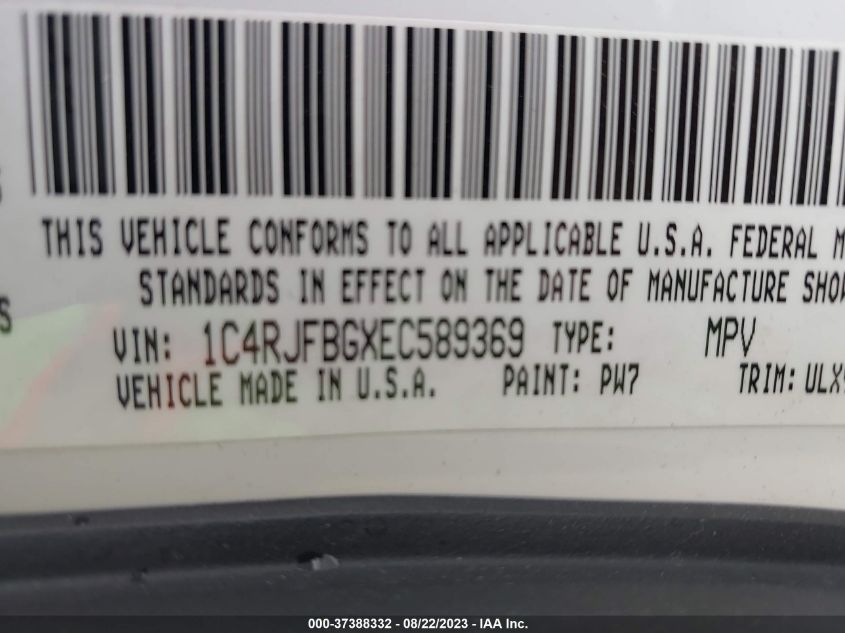 THIS VEHICLE CONFORMS TO ALL APPLICABLE U.S.A. FEDERAL
STANDARDS IN EFFECT ON THE DATE OF MANUFACTURE
S
VIN: 1C4RJFBGXEC589369 TYPE: MPV
VEHICLE MADE IN U.S.A. PAINT: PW7 TRIM:
000-37388332 - 08/22/2023 - IAA Inc.